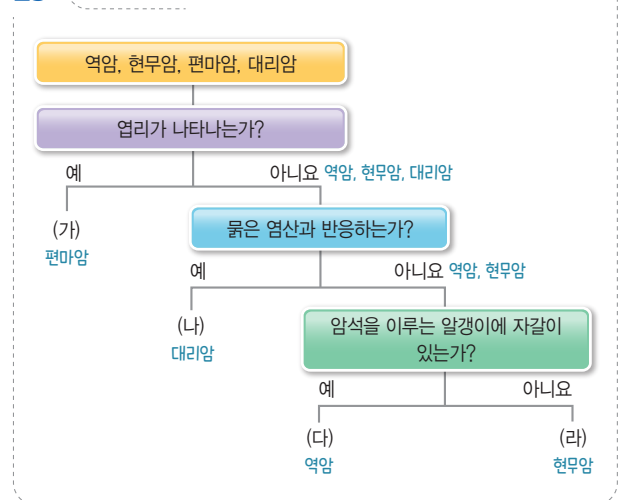 역암, 현무암, 편마암, 대리암
엽리가 나타나는가?
예
아니요 역암, 현무암, 대리암
(가)
편마암
묽은 염산과 반응하는가?
예
아니요 역암, 현무암
(나)
대리암
암석을 이루는 알갱이에 자갈이
있는가?
예
아니요
(다)
역암
(라)
현무암